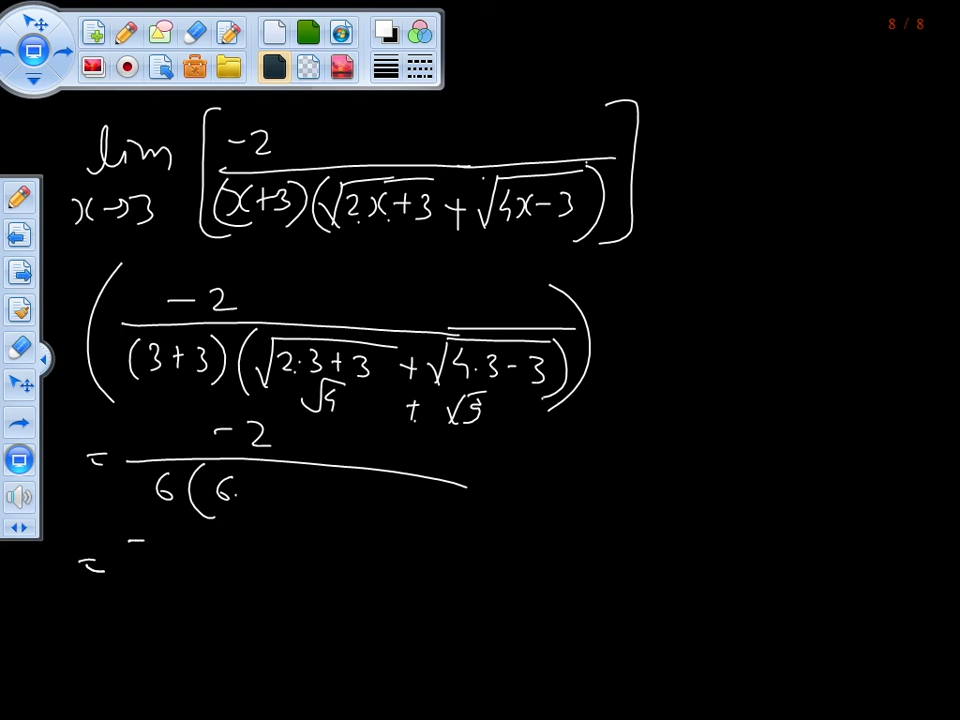 8 / 8
lim x→3 [ -2 / (x+3)(√2x+3 + √4x-3) ]
( -2 / (3+3)(√2·3+3 + √4·3-3) )
√9 + √9
= -2 / 6(6
= -